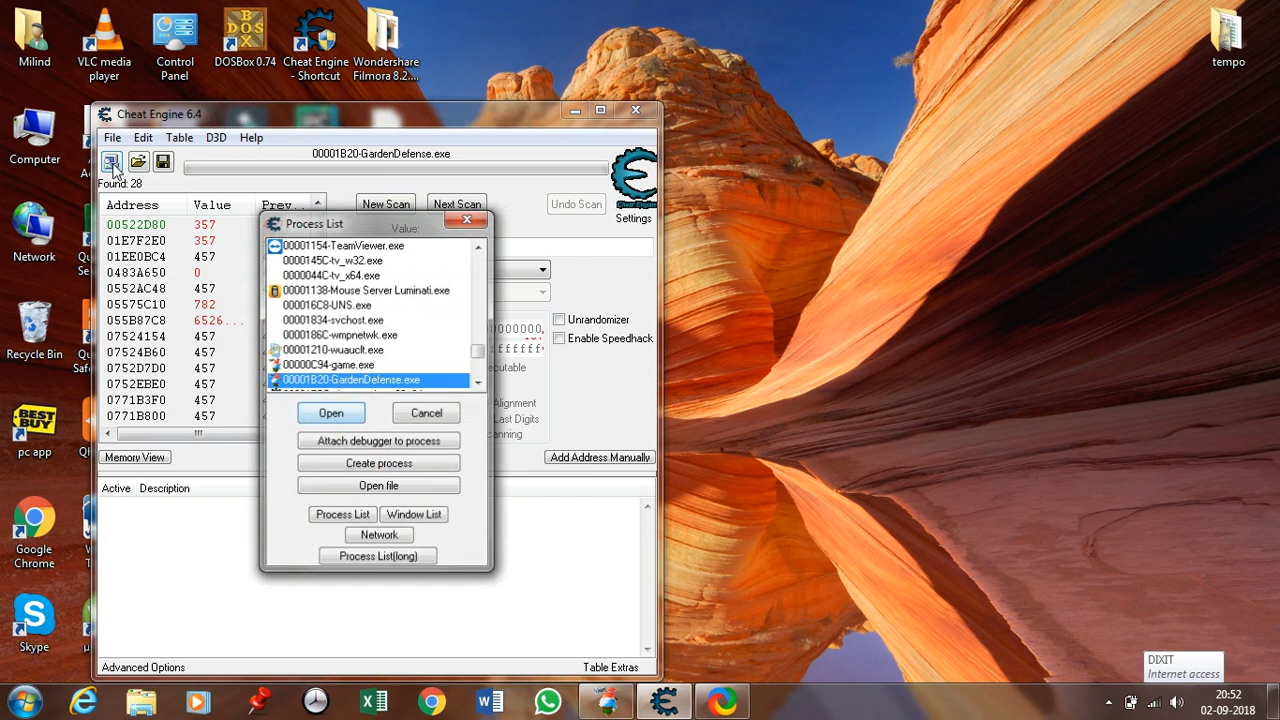 Milind
VLC media
player
Control
Panel
DOSBox 0.74
Cheat Engine
- Shortcut
Wondershare
Filmora 8.2....
tempo
Computer
Network
Recycle Bin
pc app
Google
Chrome
Skype
BEST
BUY
Cheat Engine 6.4
File Edit Table D3D Help
00001B20-GardenDefense.exe
Found: 28
Address Value Prev...
New Scan Next Scan Undo Scan
Settings
00522D80 357
01E7F2E0 357
01EE0BC4 457
0483A650 0
0552AC48 457
05575C10 782
055B87C8 6526...
07524154 457
07524B60 457
0752D7D0 457
0752EBE0 457
0771B3F0 457
0771B800 457
Process List
Value:
00001154-TeamViewer.exe
0000145C-tv_w32.exe
0000044C-tv_x64.exe
00001138-Mouse Server Luminati.exe
000016C8-UNS.exe
00001834-svchost.exe
0000186C-wmpnetwk.exe
00001210-wuauclt.exe
00000C94-game.exe
00001B20-GardenDefense.exe
Open Cancel
Attach debugger to process
Create process
Open file
Process List Window List
Network
Process List(long)
Unrandomizer
Enable Speedhack
Alignment
Last Digits
Memory View Add Address Manually
Active Description
Advanced Options Table Extras
DIXIT
Internet access
20:52
02-09-2018